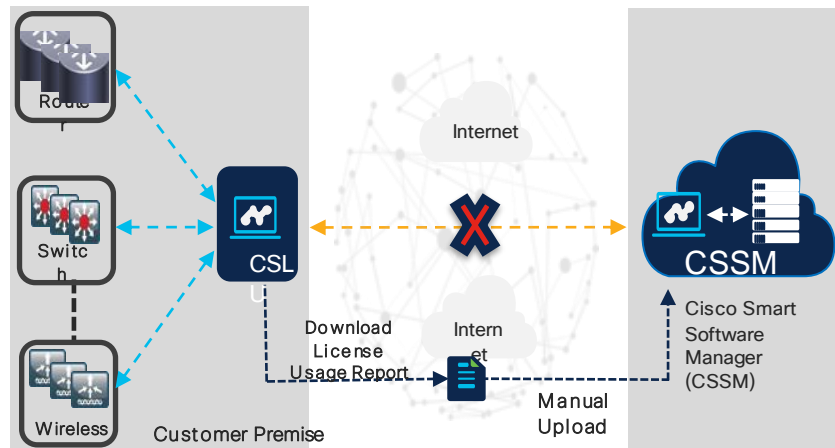 Route
r
Internet
Switc
h
CSL
U
CSSM
Download
License
Usage Report
Intern
et
Cisco Smart
Software
Manager
(CSSM)
Manual
Upload
Wireless
Customer Premise